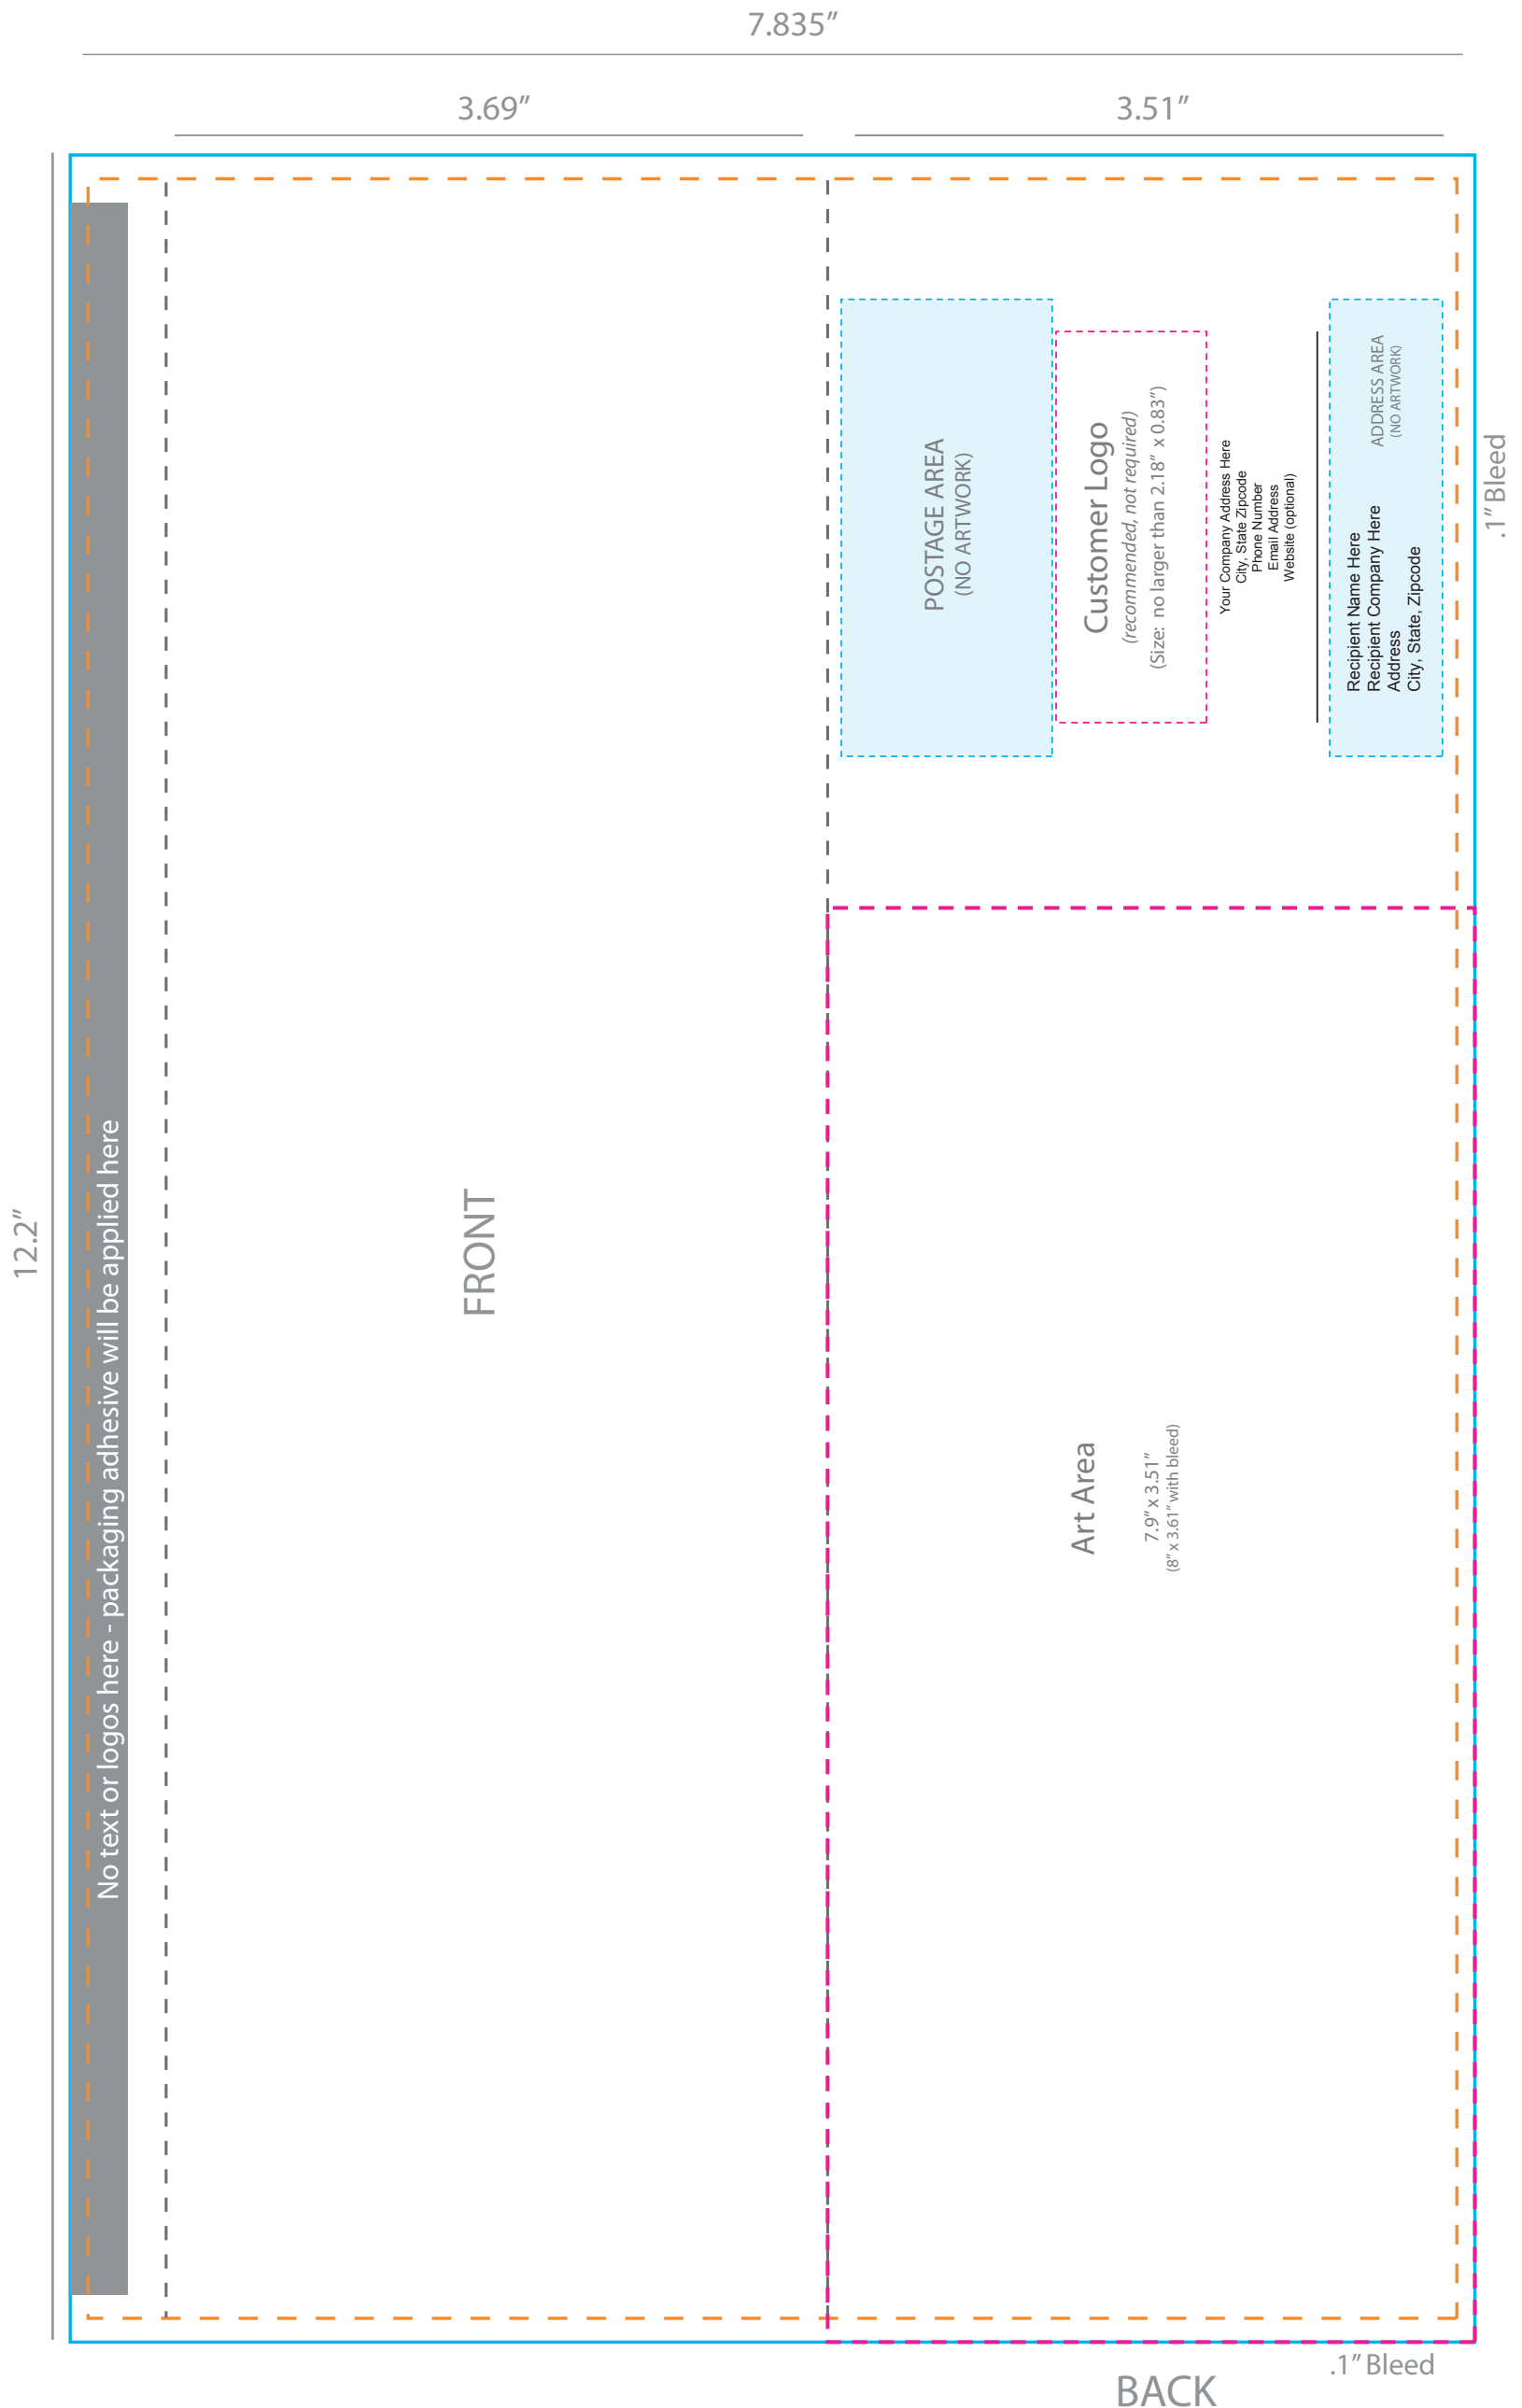 7.835”
3.69”
3.51”
12.2”
No text or logos here - packaging adhesive will be applied here
FRONT
POSTAGE AREA
(NO ARTWORK)
Customer Logo
(recommended, not required)
(Size: no larger than 2.18” x 0.83”)
Your Company Address Here
City, State Zipcode
Phone Number
Email Address
Website (optional)
ADDRESS AREA
(NO ARTWORK)
Recipient Name Here
Recipient Company Here
Address
City, State, Zipcode
.1” Bleed
Art Area
7.9” x 3.51”
(8” x 3.61” with bleed)
.1” Bleed
BACK